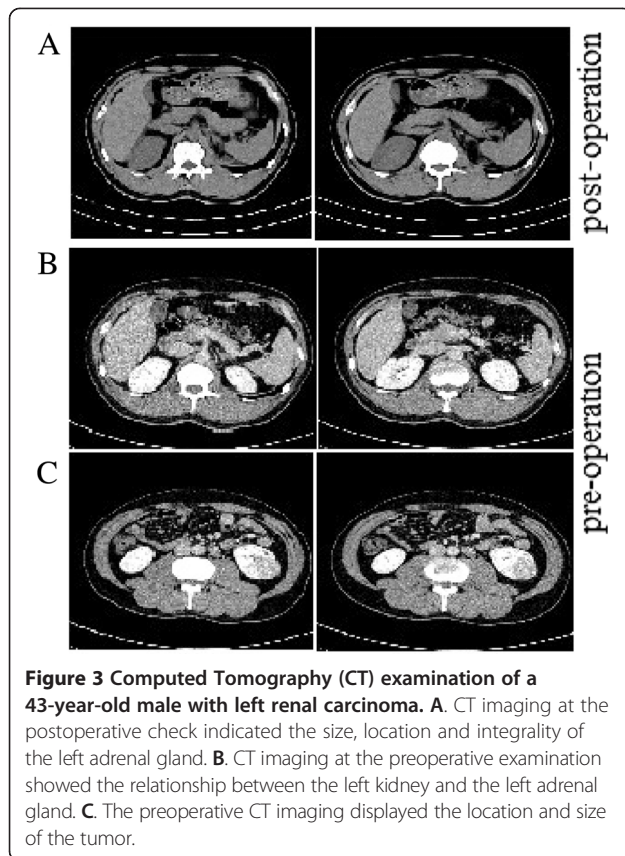 A
post-operation
B
C
pre-operation
Figure 3 Computed Tomography (CT) examination of a
43-year-old male with left renal carcinoma. A. CT imaging at the
postoperative check indicated the size, location and integrality of
the left adrenal gland. B. CT imaging at the preoperative examination
showed the relationship between the left kidney and the left adrenal
gland. C. The preoperative CT imaging displayed the location and size
of the tumor.